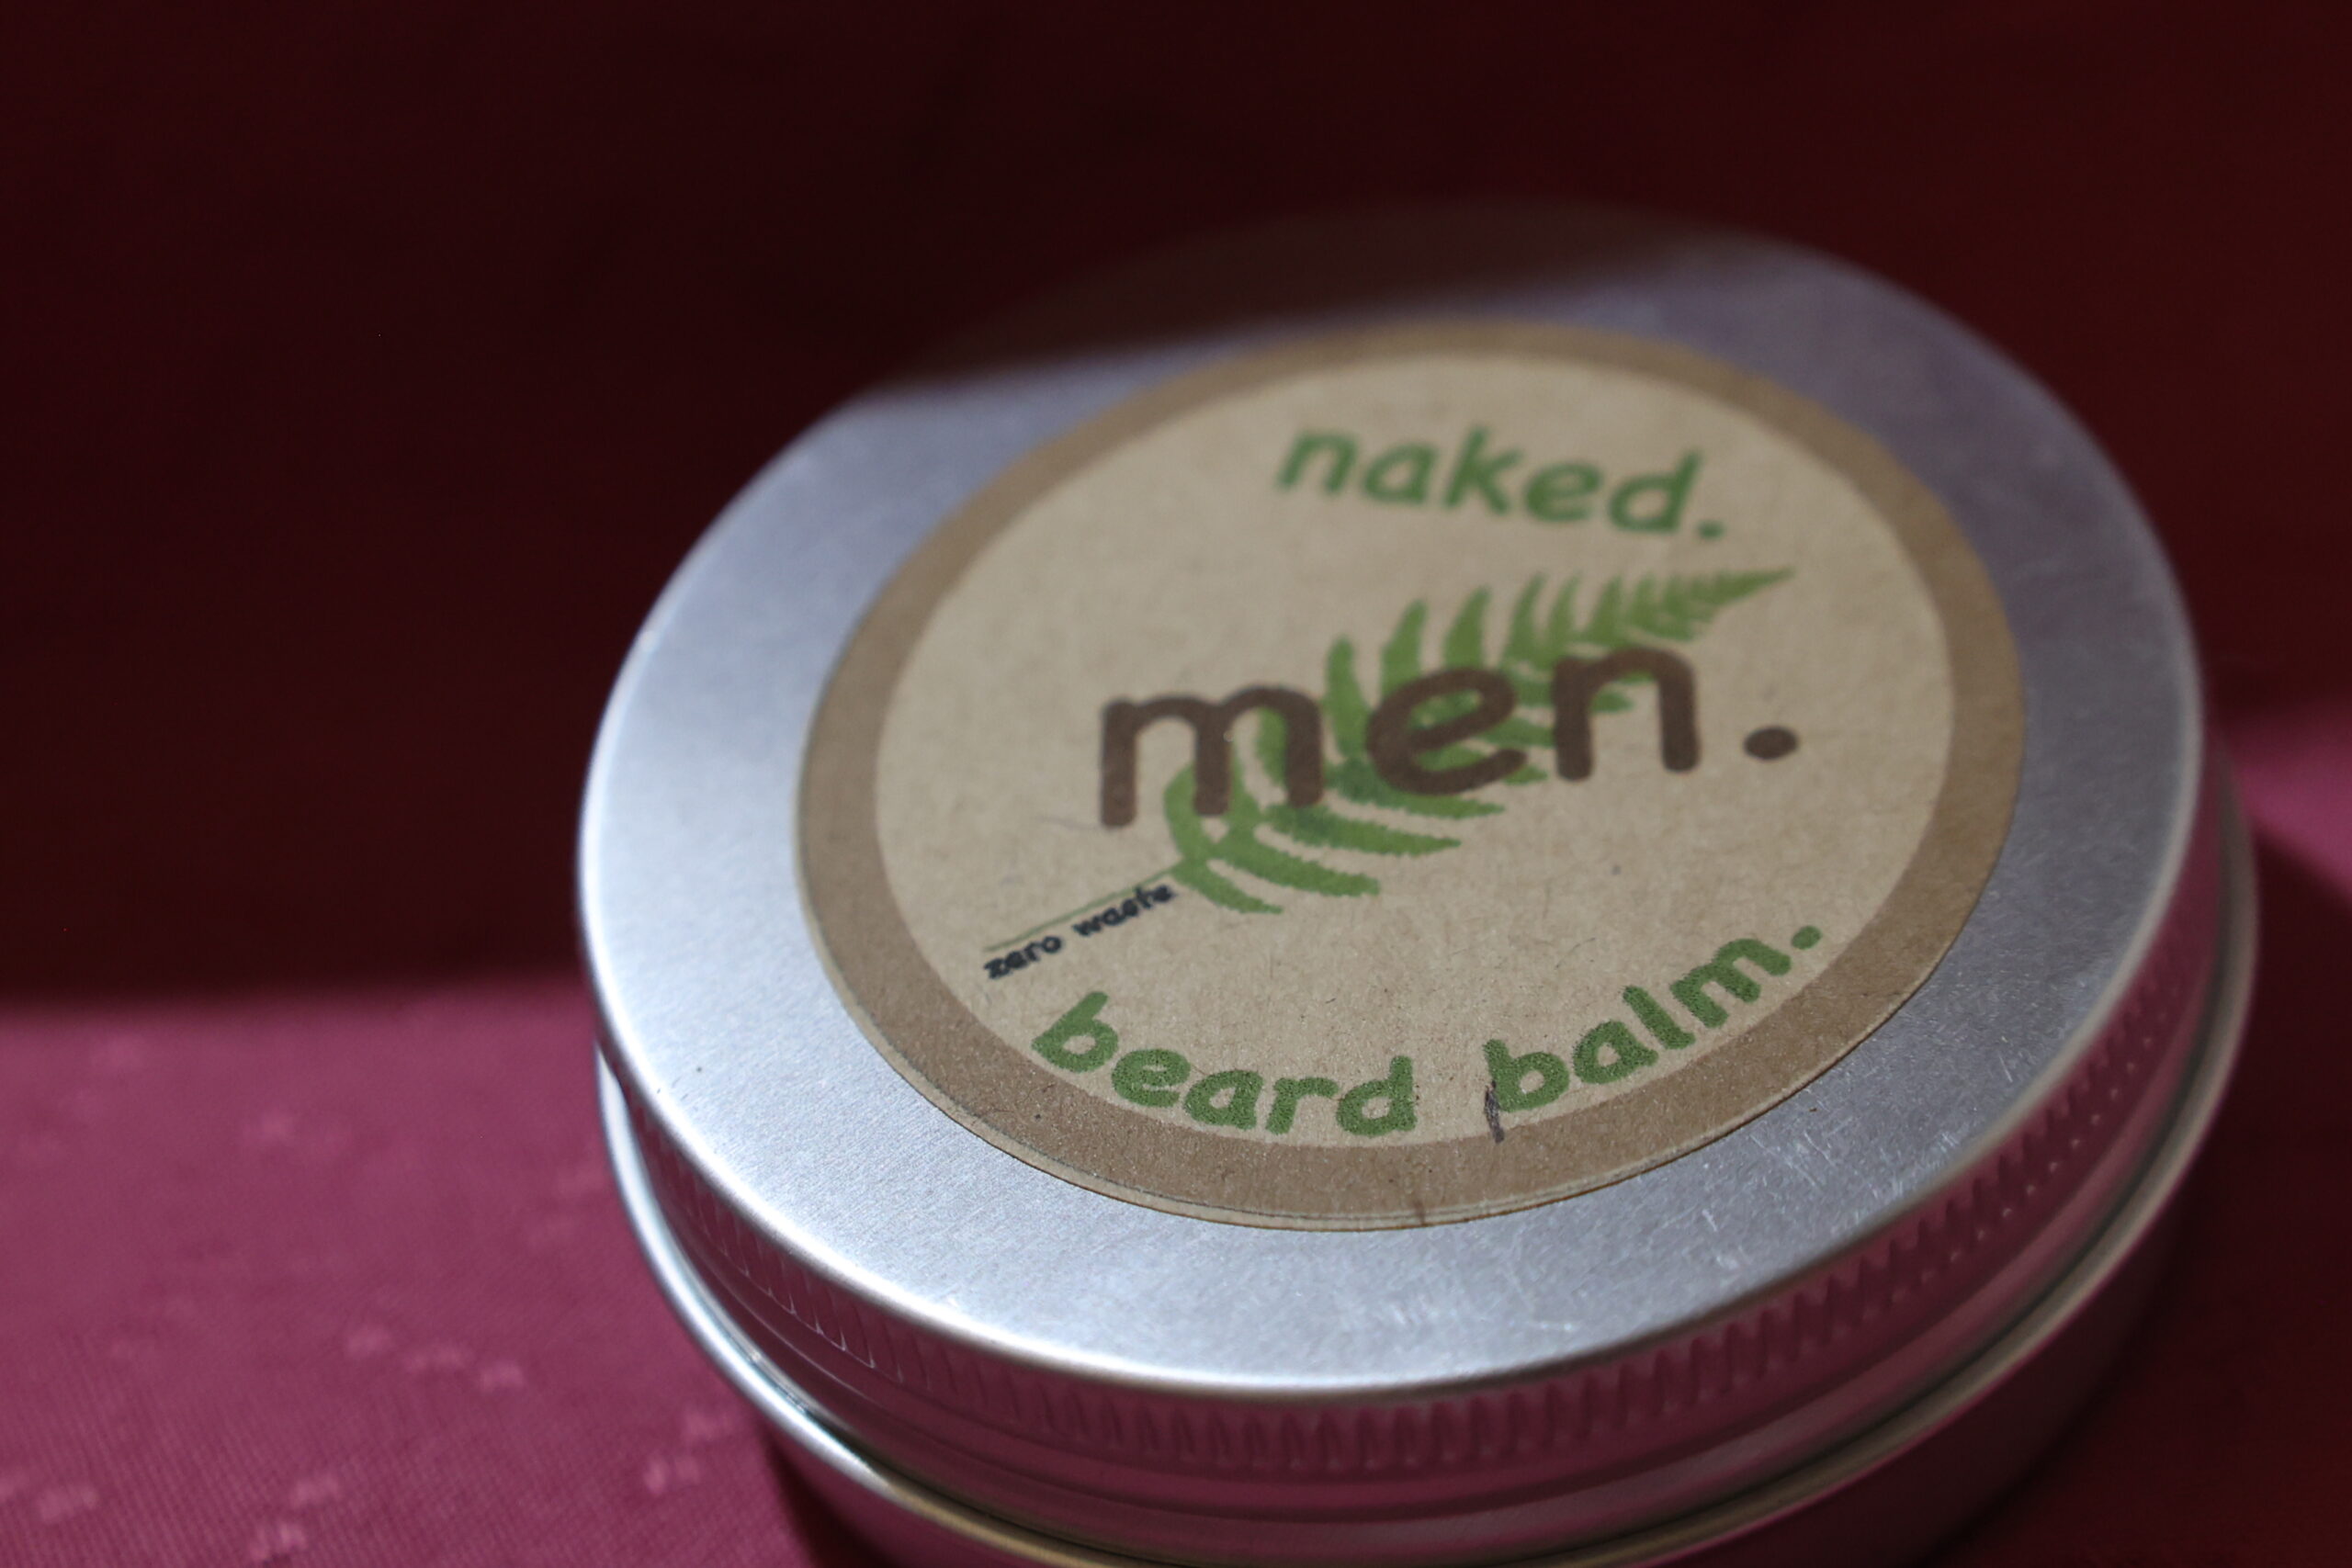 naked.
men.
zero waste
beard balm.